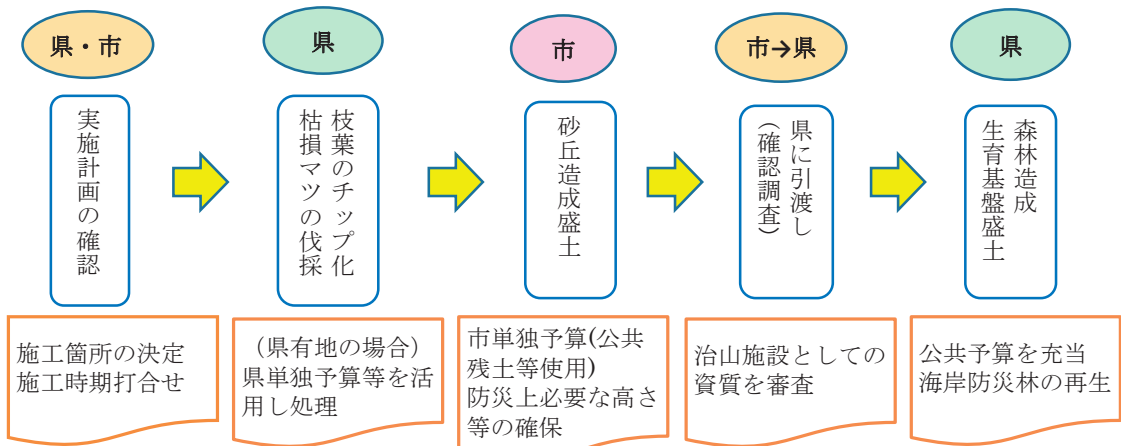 県・市
県
市
市→県
県
実施計画の確認
枝葉のチップ化
枯損マツの伐採
砂丘造成盛土
県に引渡し
（確認調査）
森林造成
生育基盤盛土
施工箇所の決定
施工時期打合せ
（県有地の場合）
県単独予算等を活
用し処理
市単独予算(公共
残土等使用)
防災上必要な高さ
等の確保
治山施設としての
資質を審査
公共予算を充当
海岸防災林の再生